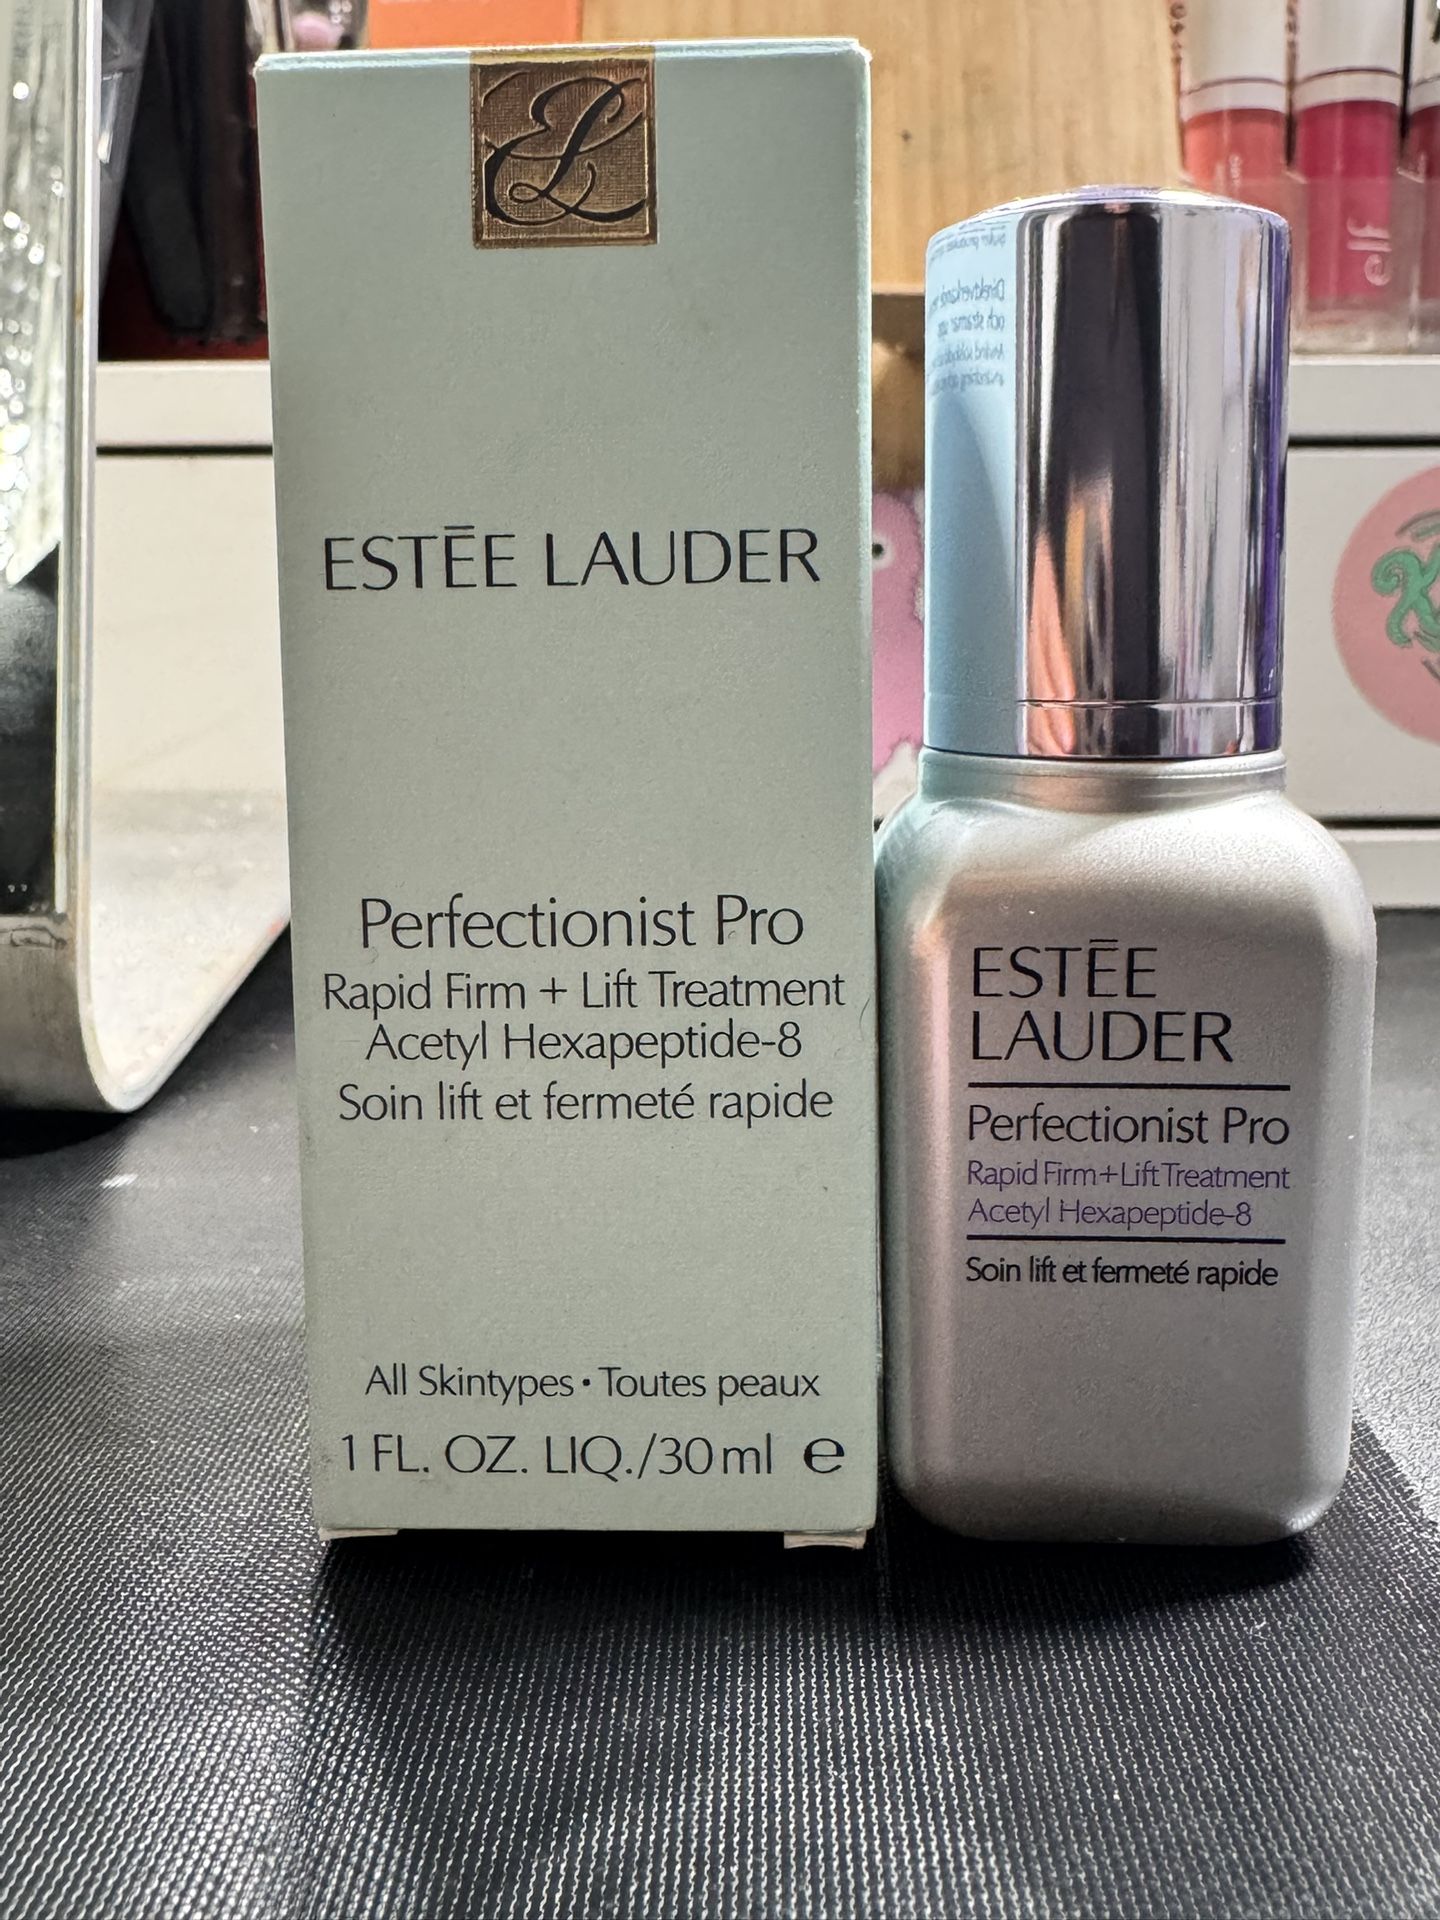 EL
ESTĒE LAUDER
Perfectionist Pro
Rapid Firm + Lift Treatment
Acetyl Hexapeptide-8
Soin lift et fermeté rapide
All Skintypes • Toutes peaux
1 FL. OZ. LIQ./30 ml ℮
ESTĒE
LAUDER
Perfectionist Pro
Rapid Firm+Lift Treatment
Acetyl Hexapeptide-8
Soin lift et fermeté rapide
elf